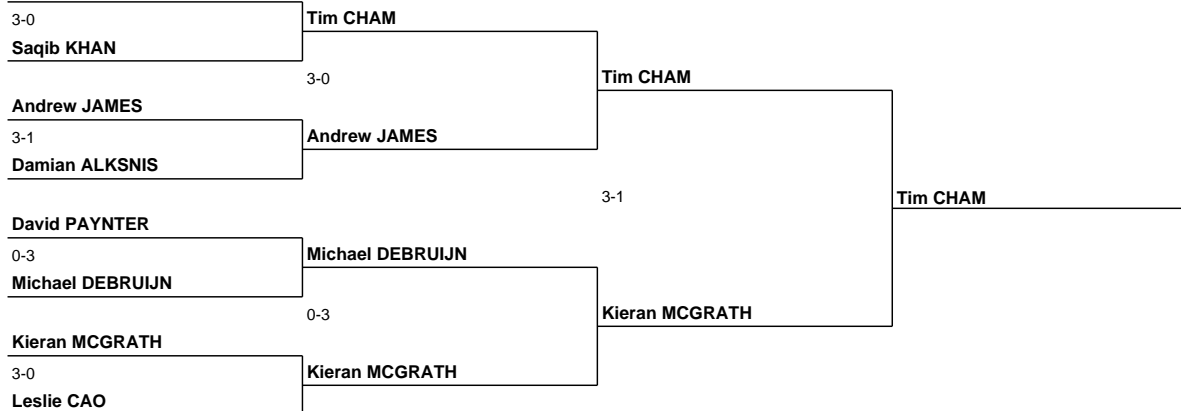 3-0
Saqib KHAN
Tim CHAM
3-0
Tim CHAM
Andrew JAMES
3-1
Damian ALKSNIS
Andrew JAMES
3-1
Tim CHAM
David PAYNTER
0-3
Michael DEBRUIJN
Michael DEBRUIJN
0-3
Kieran MCGRATH
Kieran MCGRATH
3-0
Leslie CAO
Kieran MCGRATH